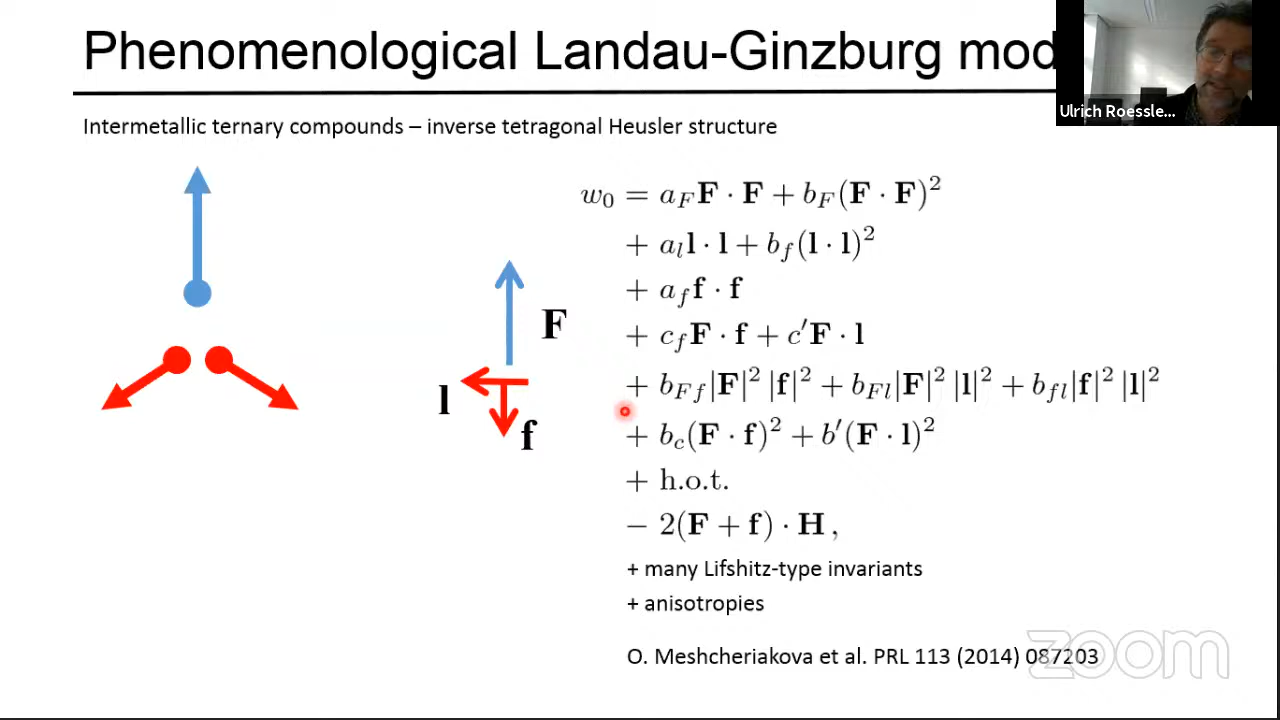 Phenomenological Landau-Ginzburg mod
Ulrich Roessle...
Intermetallic ternary compounds – inverse tetragonal Heusler structure
w₀ = a_F F · F + b_F (F · F)²
+ a_l l · l + b_f (l · l)²
+ a_f f · f
+ c_f F · f + c′ F · l
+ b_{Ff} |F|² |f|² + b_{Fl} |F|² |l|² + b_{fl} |f|² |l|²
+ b_c (F · f)² + b′ (F · l)²
+ h.o.t.
− 2(F + f) · H ,
F
l
f
+ many Lifshitz-type invariants
+ anisotropies
O. Meshcheriakova et al. PRL 113 (2014) 087203
zoom